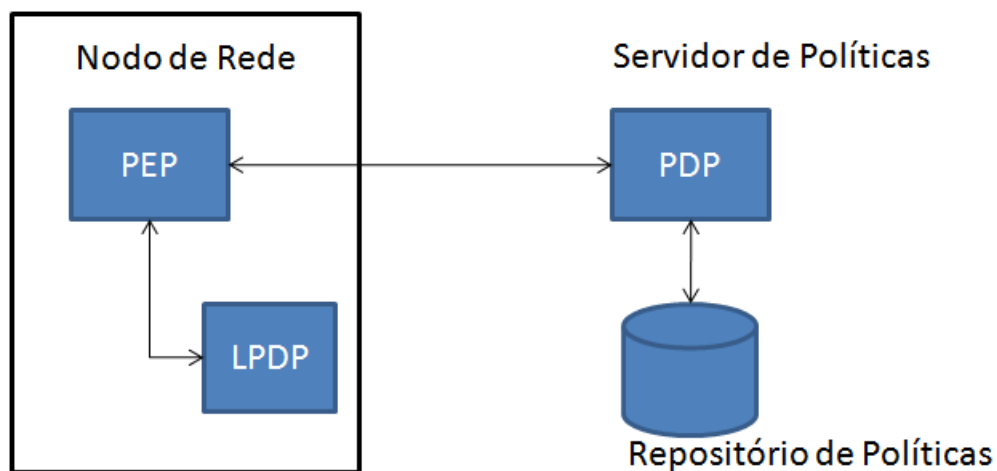 Nodo de Rede
Servidor de Políticas
PEP
PDP
LPDP
Repositório de Políticas